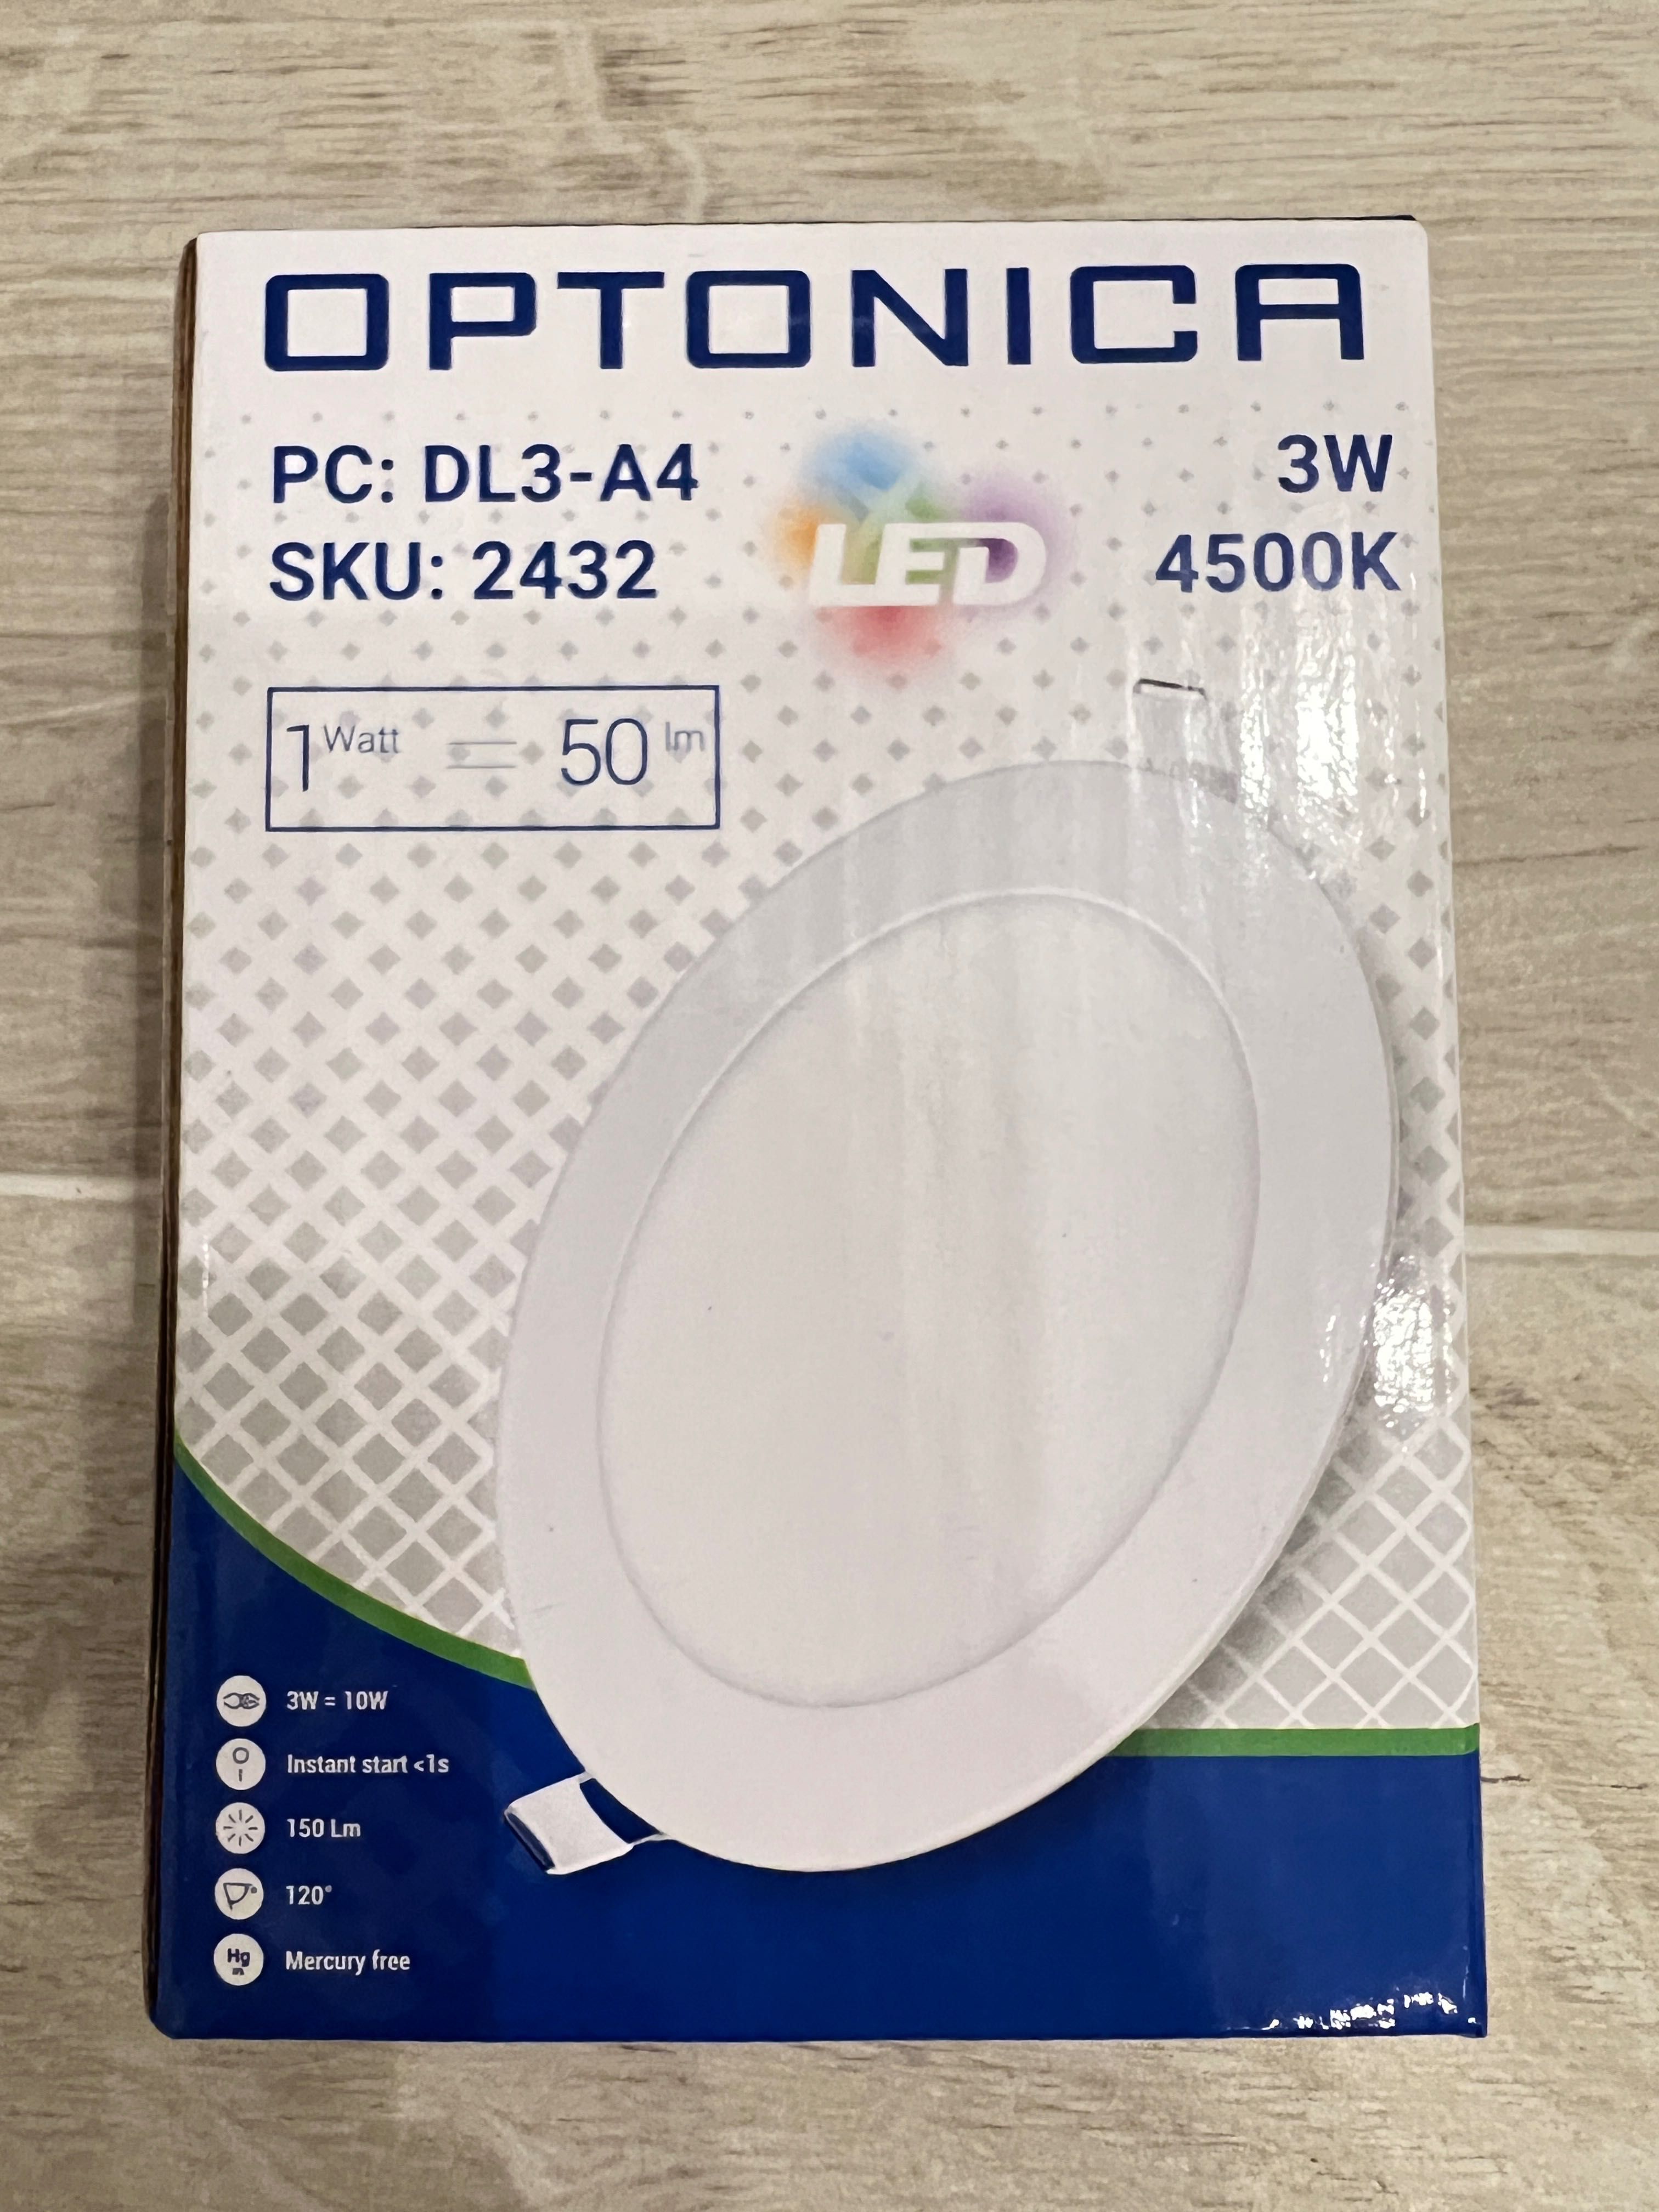 OPTONICA
PC: DL3-A4
SKU: 2432
LED
3W
4500K
1 Watt = 50 lm
3W = 10W
Instant start <1s
150 Lm
120°
Hg
Mercury free